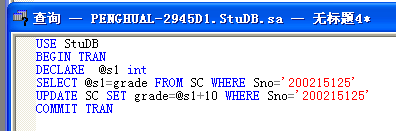 查询 — PENGHUAL-2945D1.StuDB.sa — 无标题4*
USE StuDB
BEGIN TRAN
DECLARE  @s1 int
SELECT @s1=grade FROM SC WHERE Sno='200215125'
UPDATE SC SET grade=@s1+10 WHERE Sno='200215125'
COMMIT TRAN